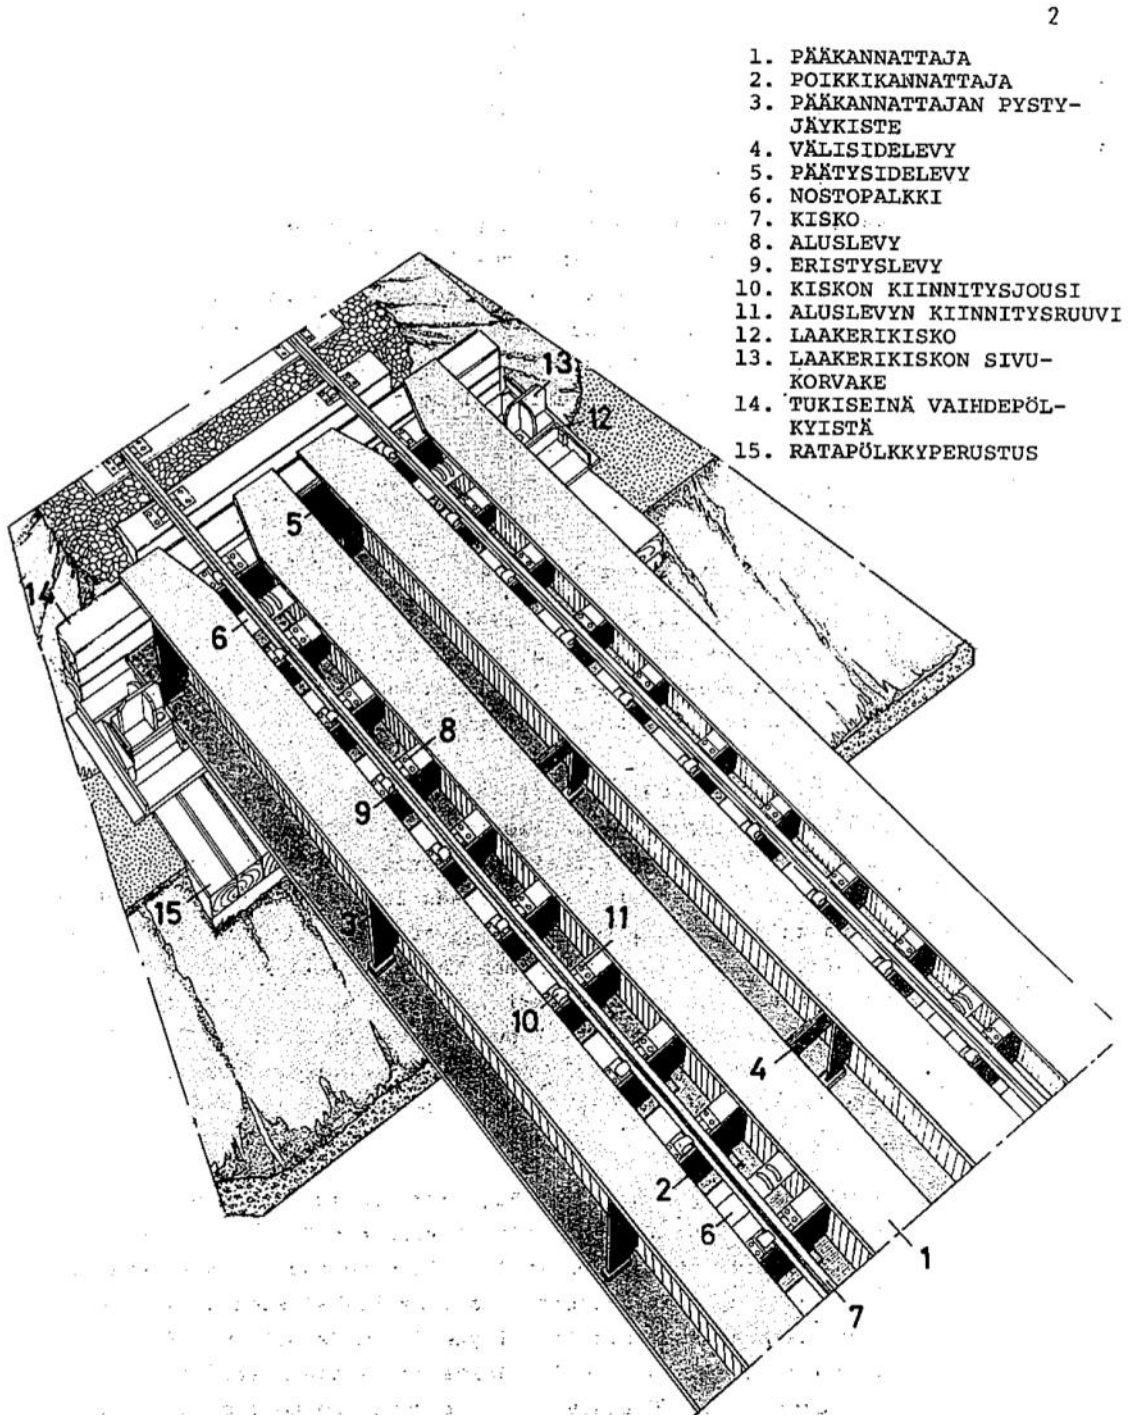 2
1. PÄÄKANNATTAJA
2. POIKKIKANNATTAJA
3. PÄÄKANNATTAJAN PYSTY-
JÄYKISTE
4. VÄLISIDELEVY
5. PÄÄTYSIDELEVY
6. NOSTOPALKKI
7. KISKO
8. ALUSLEVY
9. ERISTYSLEVY
10. KISKON KIINNITYSJOUSI
11. ALUSLEVYN KIINNITYSRUUVI
12. LAAKERIKISKO
13. LAAKERIKISKON SIVU-
KORVAKE
14. TUKISEINÄ VAIHDEPÖL-
KYISTÄ
15. RATAPÖLKKYPERUSTUS
13
12
5
14
6
8
9
15
3
11
10
4
2
6
1
7